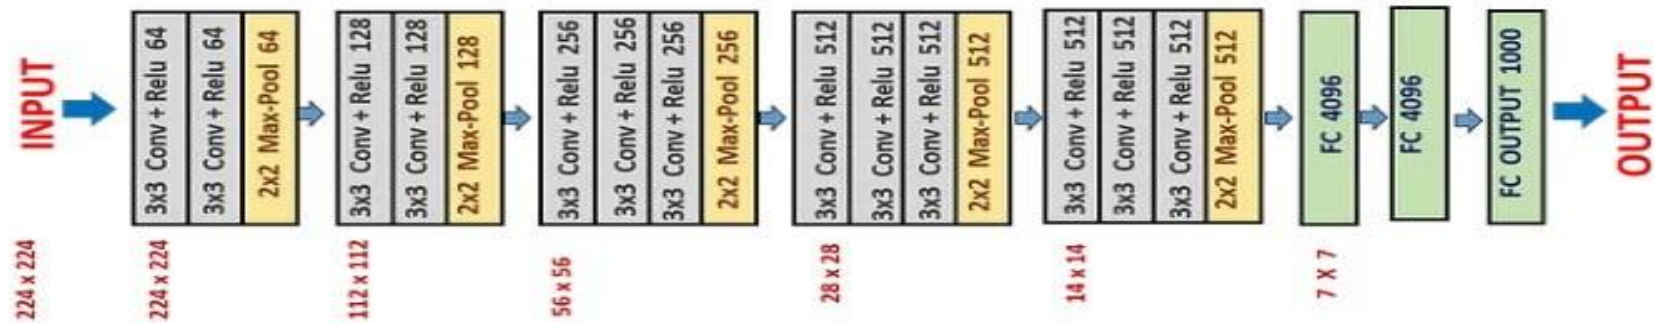 INPUT
224 x 224
3x3 Conv + Relu 64
3x3 Conv + Relu 64
2x2 Max-Pool 64
224 x 224
3x3 Conv + Relu 128
3x3 Conv + Relu 128
2x2 Max-Pool 128
112 x 112
3x3 Conv + Relu 256
3x3 Conv + Relu 256
3x3 Conv + Relu 256
2x2 Max-Pool 256
56 x 56
3x3 Conv + Relu 512
3x3 Conv + Relu 512
3x3 Conv + Relu 512
2x2 Max-Pool 512
28 x 28
3x3 Conv + Relu 512
3x3 Conv + Relu 512
3x3 Conv + Relu 512
2x2 Max-Pool 512
14 x 14
FC 4096
7 X 7
FC 4096
FC OUTPUT 1000
OUTPUT